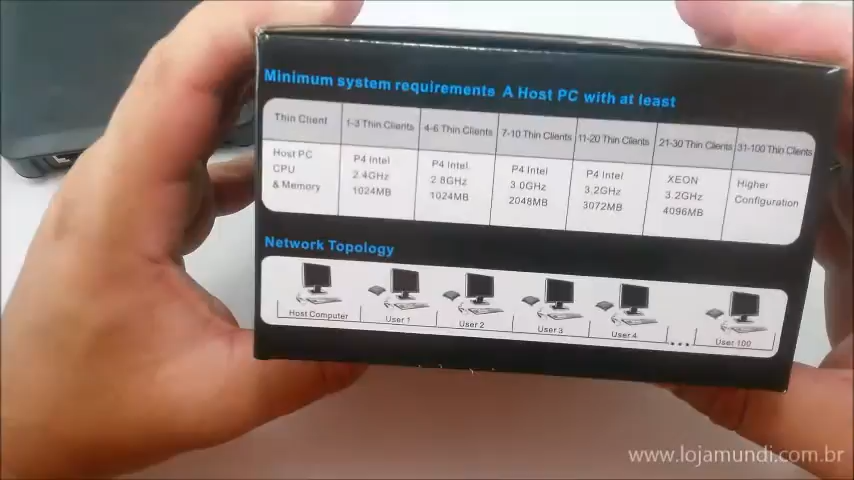 Minimum system requirements A Host PC with at least
Thin Client 1-3 Thin Clients 4-6 Thin Clients 7-10 Thin Clients 11-20 Thin Clients 21-30 Thin Clients 31-100 Thin Clients
Host PC P4 Intel P4 Intel P4 Intel P4 Intel XEON Higher
CPU 2.4GHz 2.8GHz 3.0GHz 3.2GHz 3.2GHz Configuration
& Memory 1024MB 1024MB 2048MB 3072MB 4096MB
Network Topology
Host Computer User 1 User 2 User 3 User 4 ... User 100
www.lojamundi.com.br